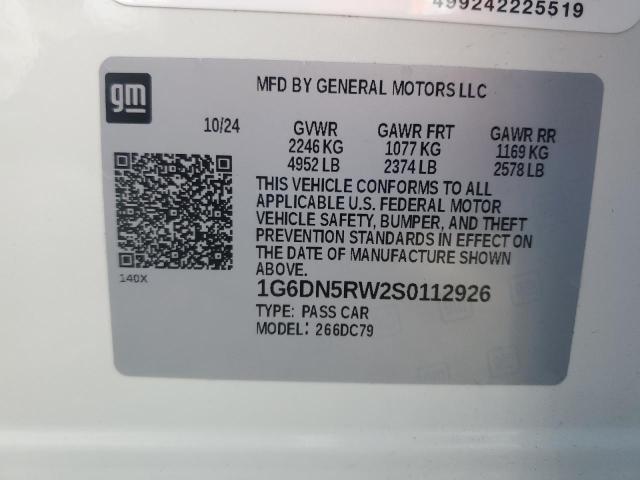 499242225519
gm
MFD BY GENERAL MOTORS LLC
10/24 GVWR GAWR FRT GAWR RR
2246 KG 1077 KG 1169 KG
4952 LB 2374 LB 2578 LB
THIS VEHICLE CONFORMS TO ALL
APPLICABLE U.S. FEDERAL MOTOR
VEHICLE SAFETY, BUMPER, AND THEFT
PREVENTION STANDARDS IN EFFECT ON
THE DATE OF MANUFACTURE SHOWN
ABOVE.
140X
1G6DN5RW2S0112926
TYPE: PASS CAR
MODEL: 266DC79